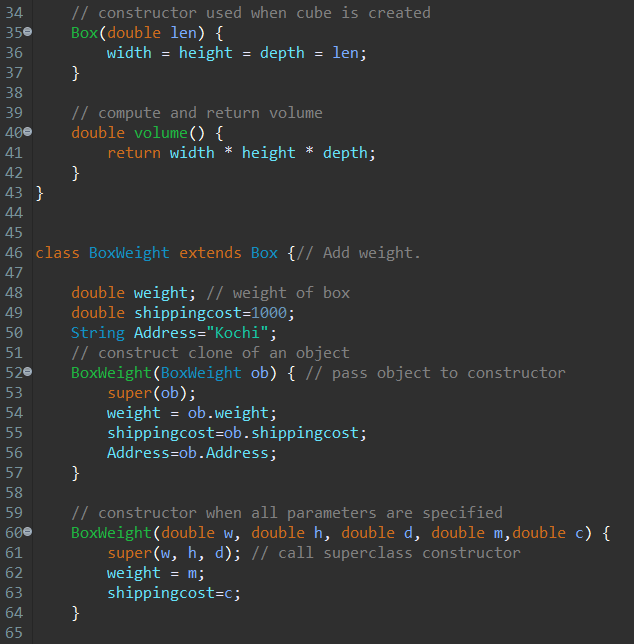 34 // constructor used when cube is created
35 Box(double len) {
36 width = height = depth = len;
37 }
38
39 // compute and return volume
40 double volume() {
41 return width * height * depth;
42 }
43 }
44
45
46 class BoxWeight extends Box {// Add weight.
47
48 double weight; // weight of box
49 double shippingcost=1000;
50 String Address="Kochi";
51 // construct clone of an object
52 BoxWeight(BoxWeight ob) { // pass object to constructor
53 super(ob);
54 weight = ob.weight;
55 shippingcost=ob.shippingcost;
56 Address=ob.Address;
57 }
58
59 // constructor when all parameters are specified
60 BoxWeight(double w, double h, double d, double m,double c) {
61 super(w, h, d); // call superclass constructor
62 weight = m;
63 shippingcost=c;
64 }
65